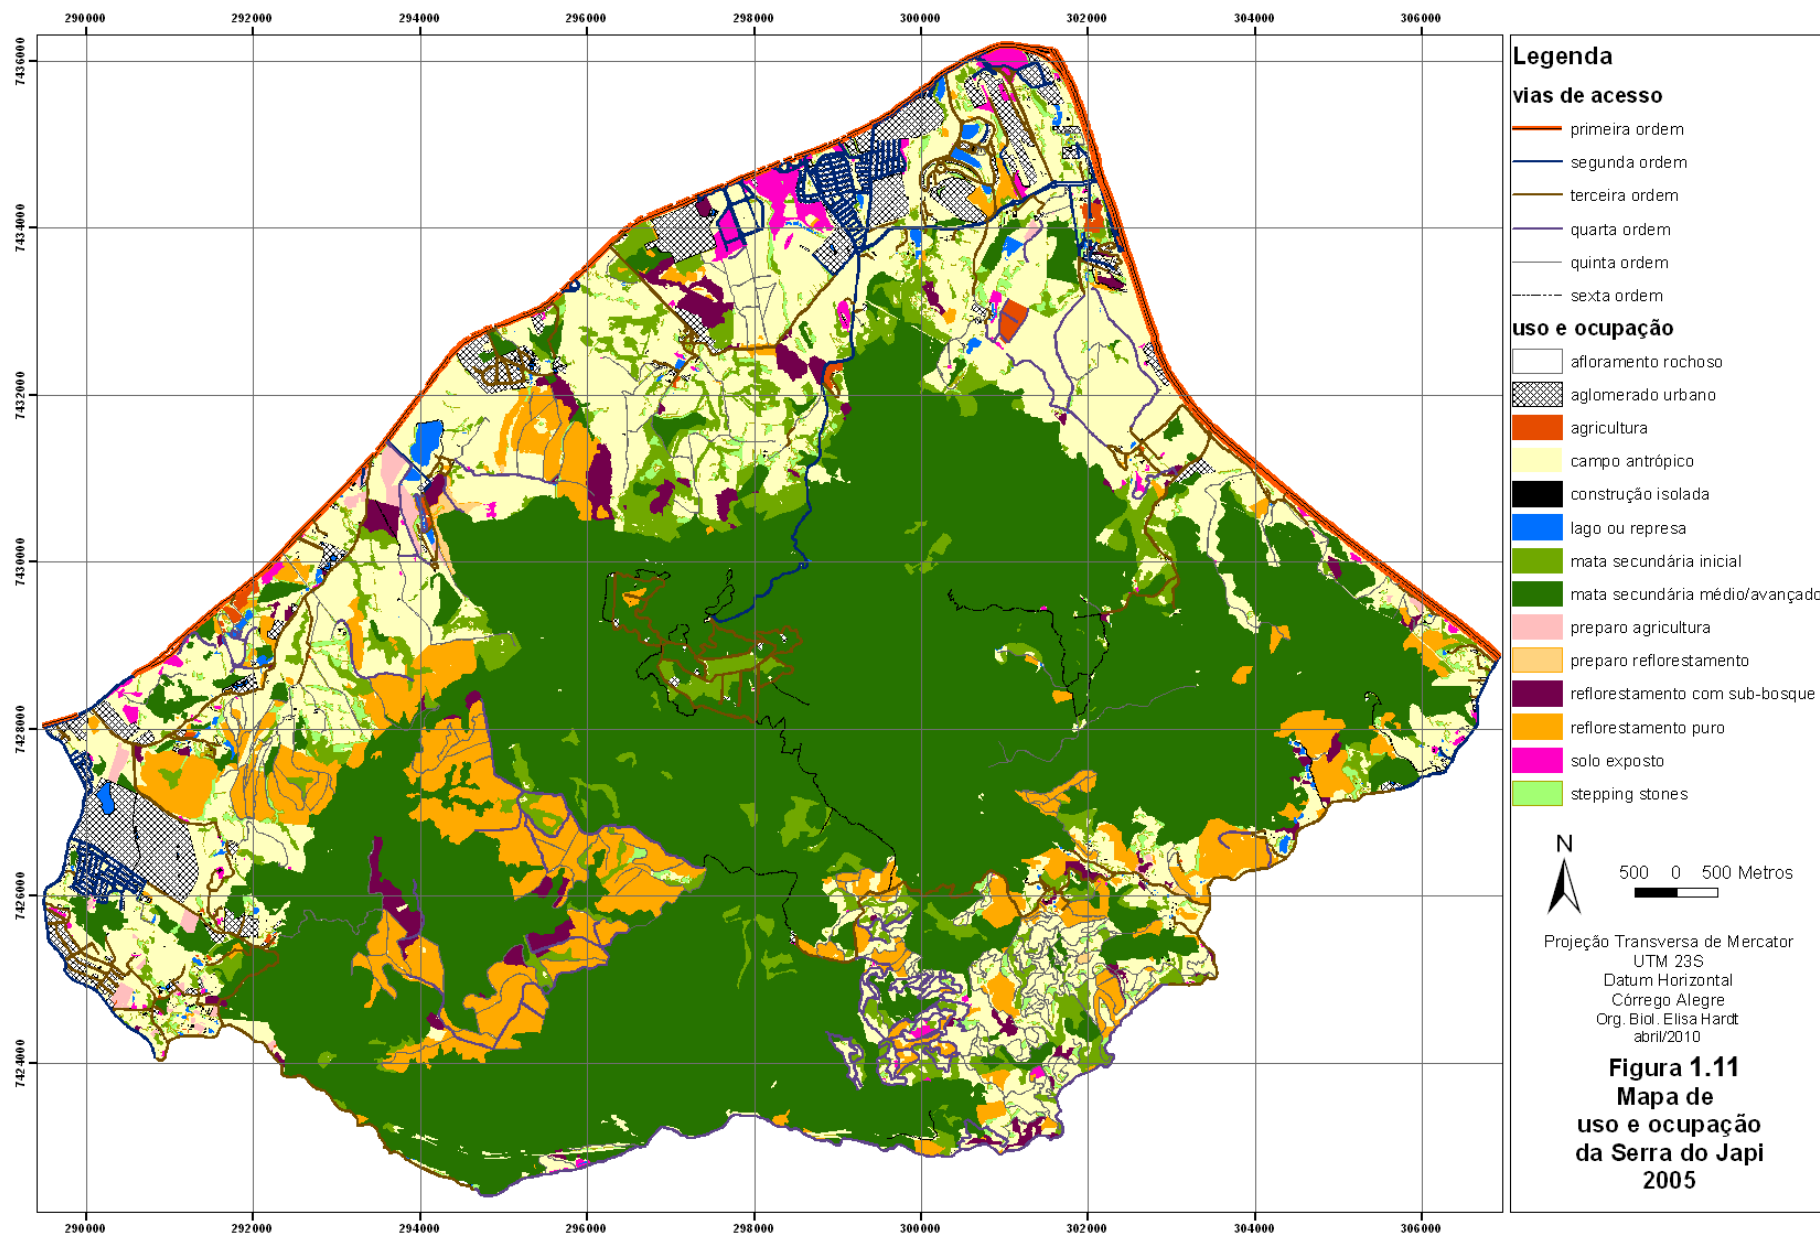 290000 292000 294000 296000 298000 300000 302000 304000 306000
7436000
7434000
7432000
7430000
7428000
7426000
7424000
290000 292000 294000 296000 298000 300000 302000 304000 306000
Legenda
vias de acesso
primeira ordem
segunda ordem
terceira ordem
quarta ordem
quinta ordem
sexta ordem
uso e ocupação
afloramento rochoso
aglomerado urbano
agricultura
campo antrópico
construção isolada
lago ou represa
mata secundária inicial
mata secundária médio/avançado
preparo agricultura
preparo reflorestamento
reflorestamento com sub-bosque
reflorestamento puro
solo exposto
stepping stones
N
500 0 500 Metros
Projeção Transversa de Mercator
UTM 23S
Datum Horizontal
Córrego Alegre
Org. Biol. Elisa Hardt
abril/2010
Figura 1.11
Mapa de
uso e ocupação
da Serra do Japi
2005